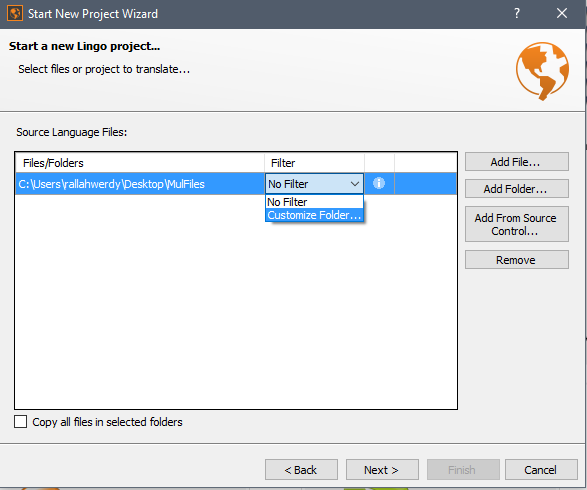 Start New Project Wizard
?
Start a new Lingo project...
Select files or project to translate...
Source Language Files:
Files/Folders Filter
C:\Users\rallahwerdy\Desktop\MulFiles No Filter
No Filter
Customize Folder...
Add File...
Add Folder...
Add From Source
Control...
Remove
Copy all files in selected folders
< Back Next > Finish Cancel